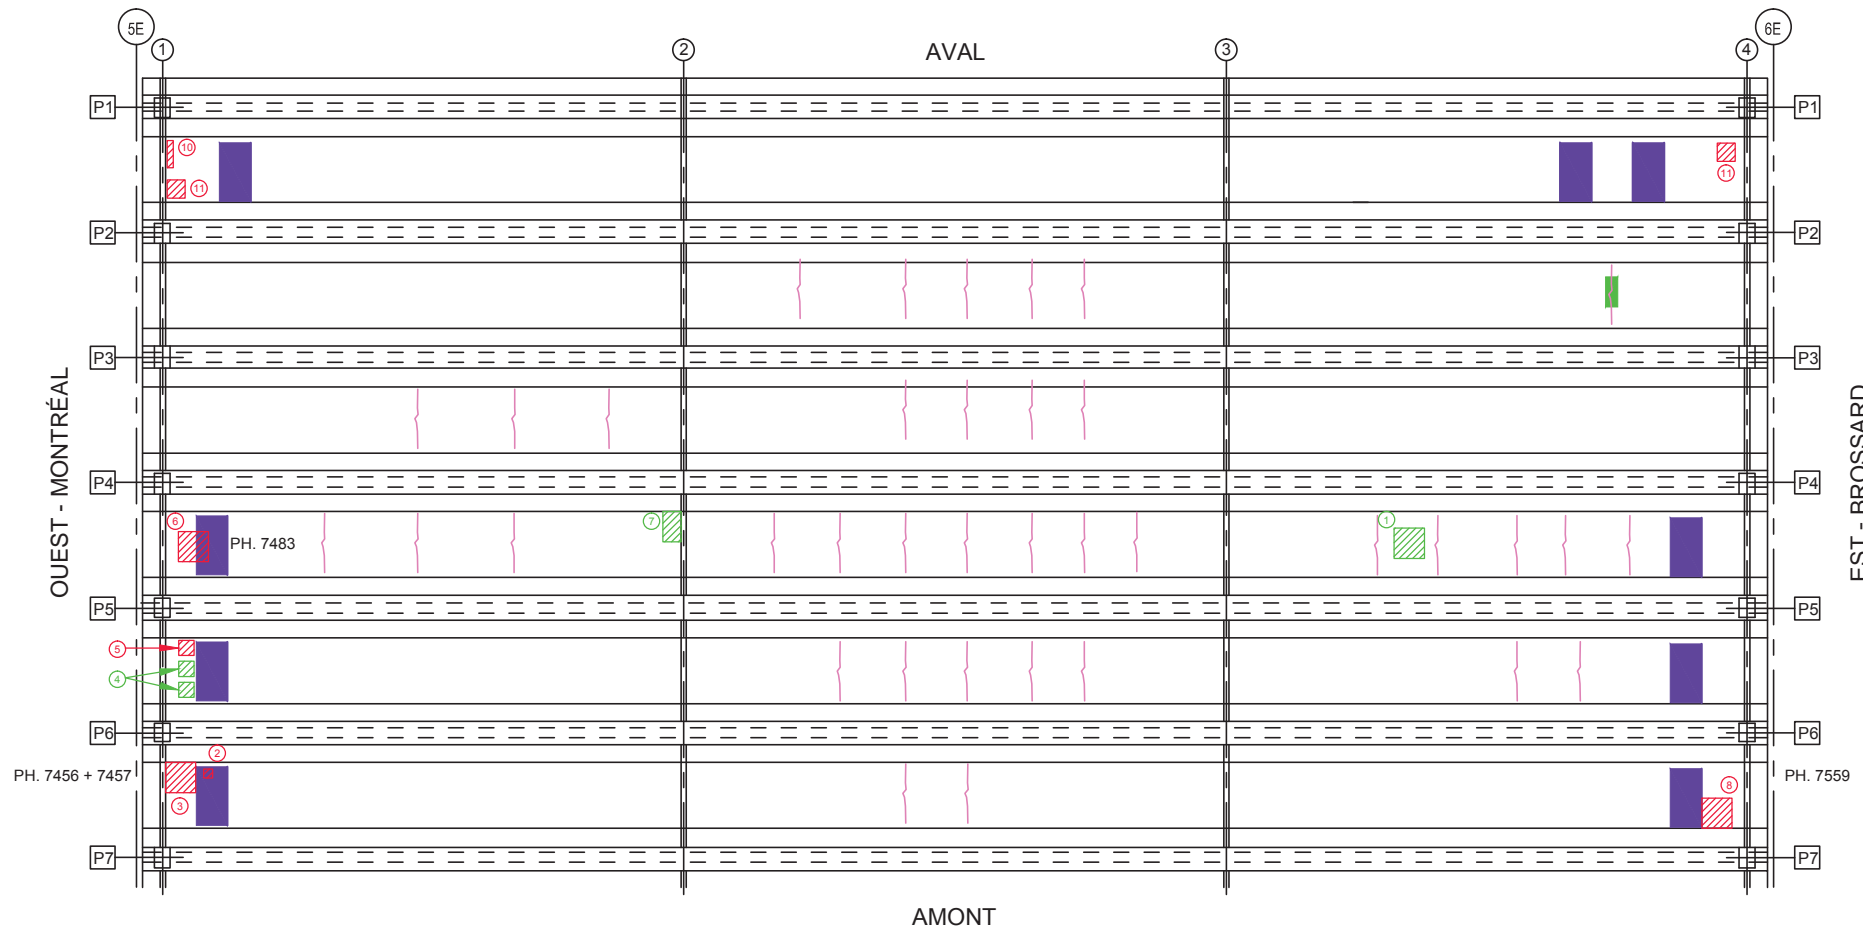 5E
6E
1
2
3
4
AVAL
P1
P1
10
11
11
P2
P2
P3
P3
OUEST - MONTRÉAL
EST - BROSSARD
P4
P4
6
PH. 7483
7
1
P5
P5
5
4
P6
P6
2
PH. 7456 + 7457
3
8
PH. 7559
P7
P7
AMONT